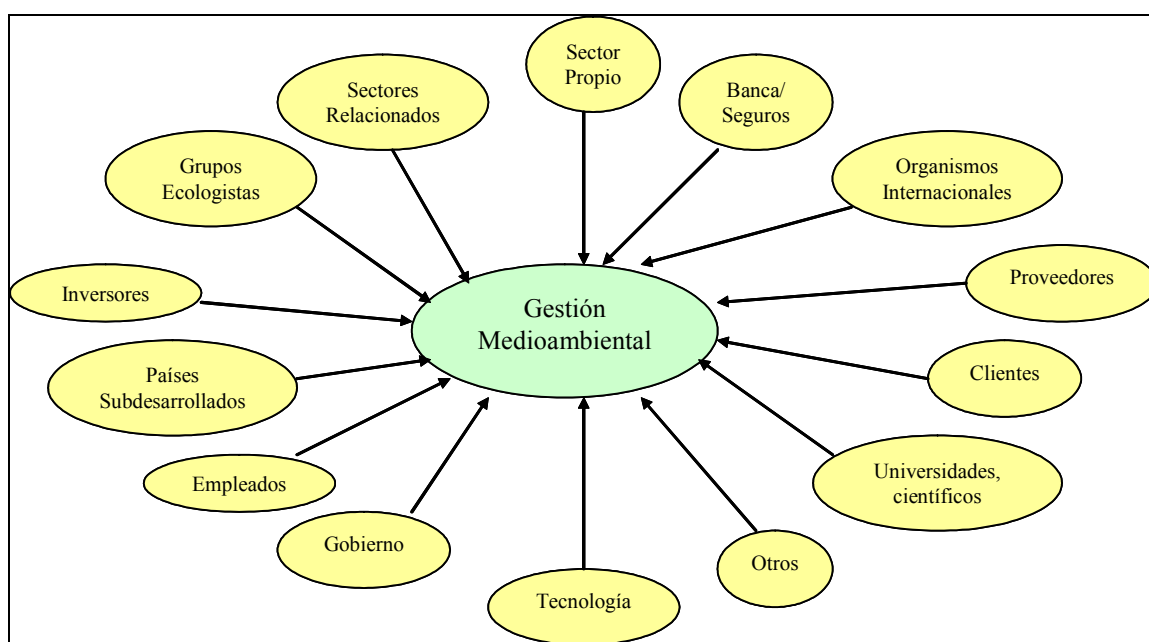 Sector
Propio
Banca/
Seguros
Sectores
Relacionados
Organismos
Internacionales
Grupos
Ecologistas
Proveedores
Inversores
Gestión
Medioambiental
Países
Subdesarrollados
Clientes
Empleados
Universidades,
científicos
Gobierno
Otros
Tecnología